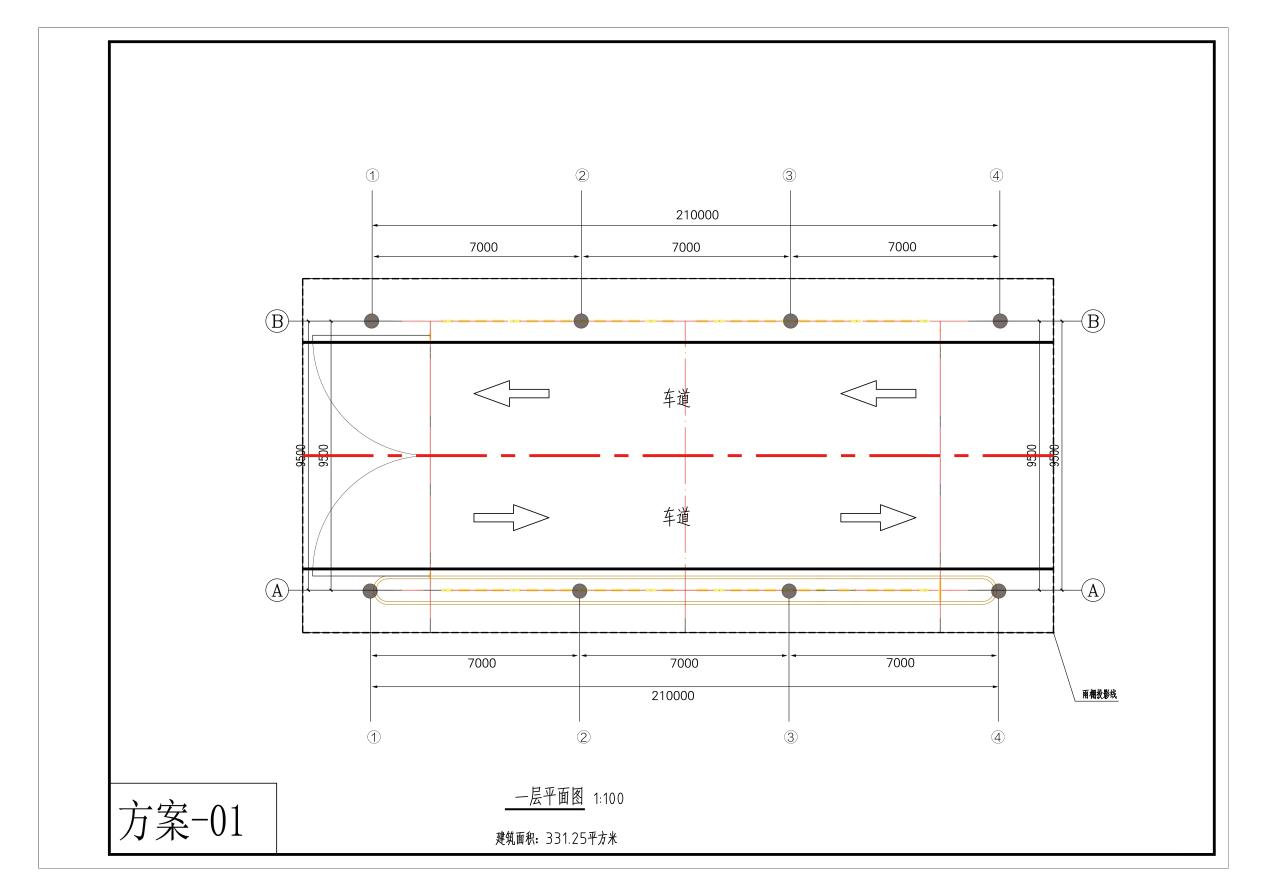 ① ② ③ ④
210000
7000 7000 7000
B B
车道
9500 9500 9500 9500
车道
A A
7000 7000 7000
210000
雨棚投影线
① ② ③ ④
一层平面图 1:100
方案-01
建筑面积：331.25平方米